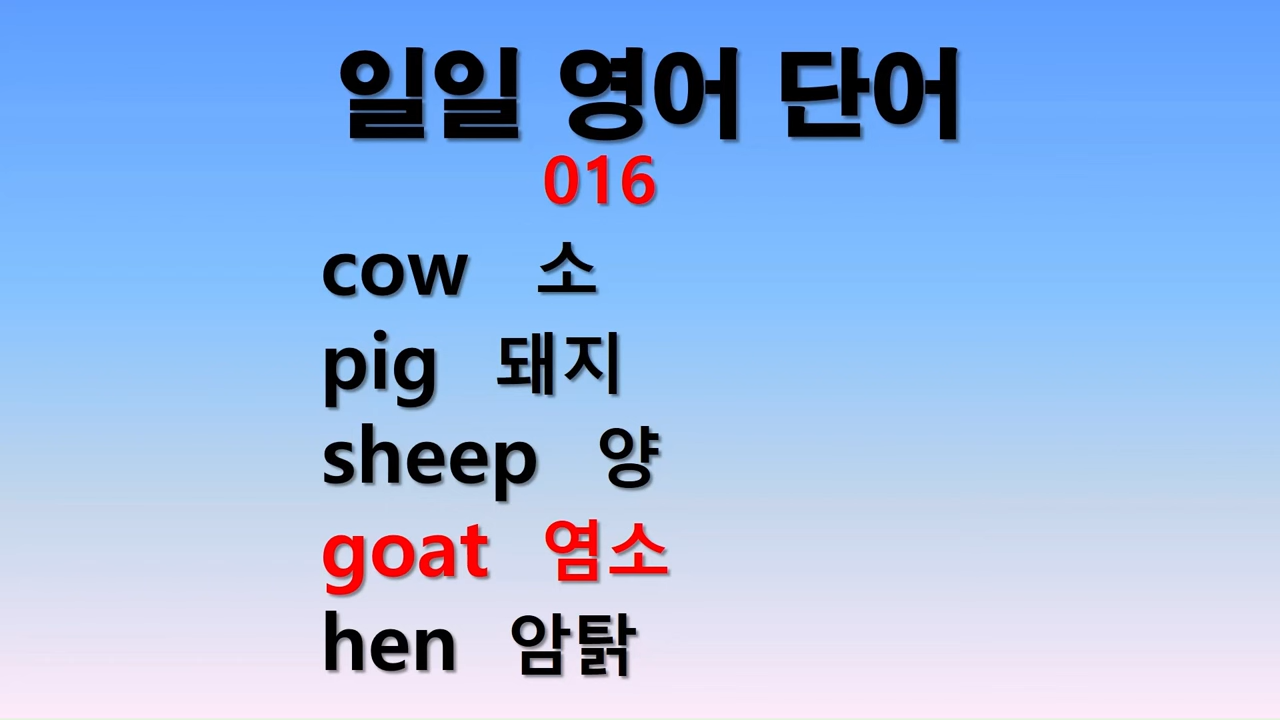 일일 영어 단어
016
cow 소
pig 돼지
sheep 양
goat 염소
hen 암탉